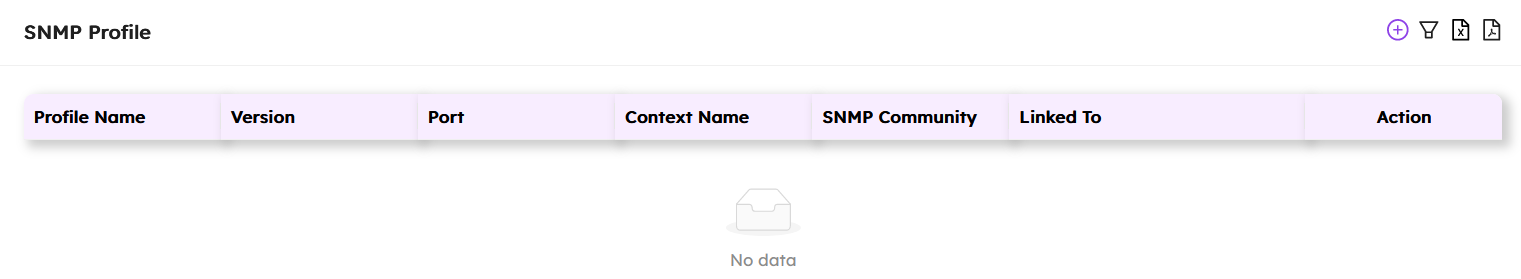 SNMP Profile
Profile Name Version Port Context Name SNMP Community Linked To Action
No data